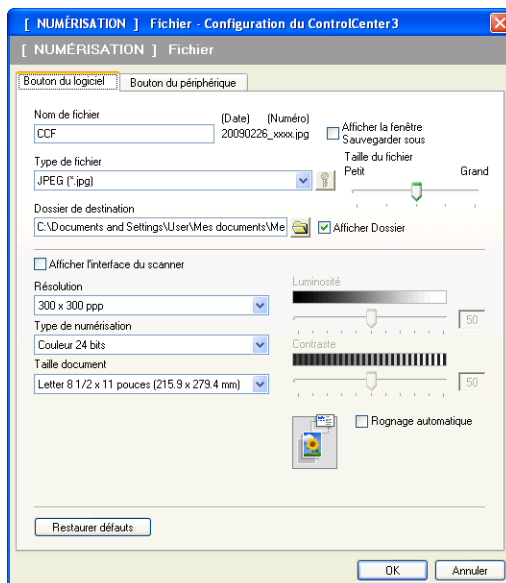 [ NUMÉRISATION ] Fichier - Configuration du ControlCenter3
[ NUMÉRISATION ] Fichier
Bouton du logiciel
Bouton du périphérique
Nom de fichier
(Date) (Numéro)
CCF
20090226_xxxx.jpg
Afficher la fenêtre
Sauvegarder sous
Type de fichier
JPEG (*.jpg)
Taille du fichier
Petit
Grand
Dossier de destination
C:\Documents and Settings\User\Mes documents\Me
Afficher Dossier
Afficher l'interface du scanner
Résolution
300 x 300 ppp
Type de numérisation
Couleur 24 bits
Taille document
Letter 8 1/2 x 11 pouces (215.9 x 279.4 mm)
Luminosité
50
Contraste
50
Rognage automatique
Restaurer défauts
OK
Annuler